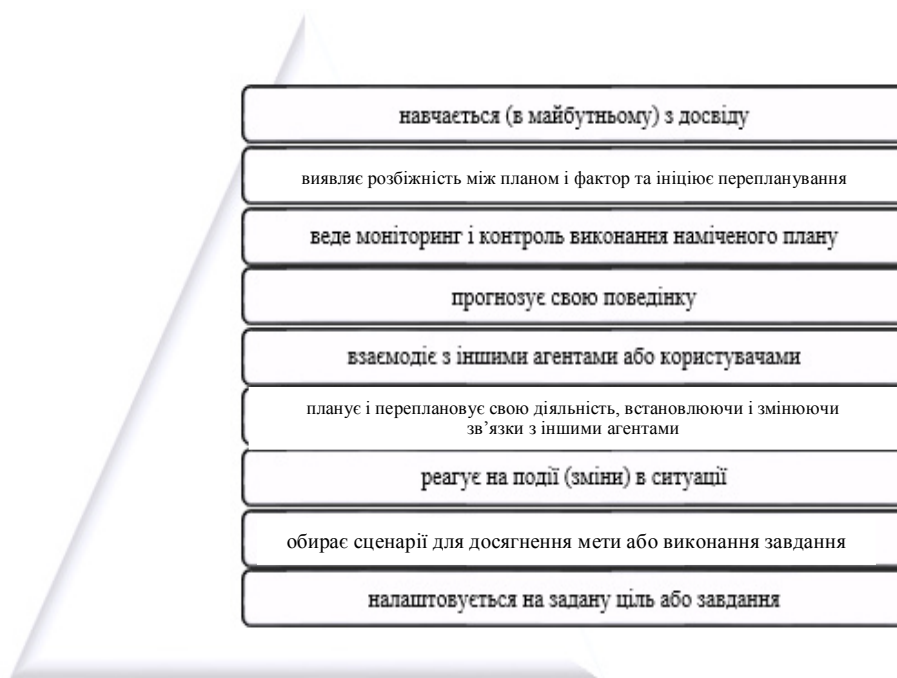 навчається (в майбутньому) з досвіду
виявляє розбіжність між планом і фактор та ініціює перепланування
веде моніторинг і контроль виконання наміченого плану
прогнозує свою поведінку
взаємодіє з іншими агентами або користувачами
планує і переплановує свою діяльність, встановлюючи і змінюючи
зв’язки з іншими агентами
реагує на події (зміни) в ситуації
обирає сценарії для досягнення мети або виконання завдання
налаштовується на задану ціль або завдання